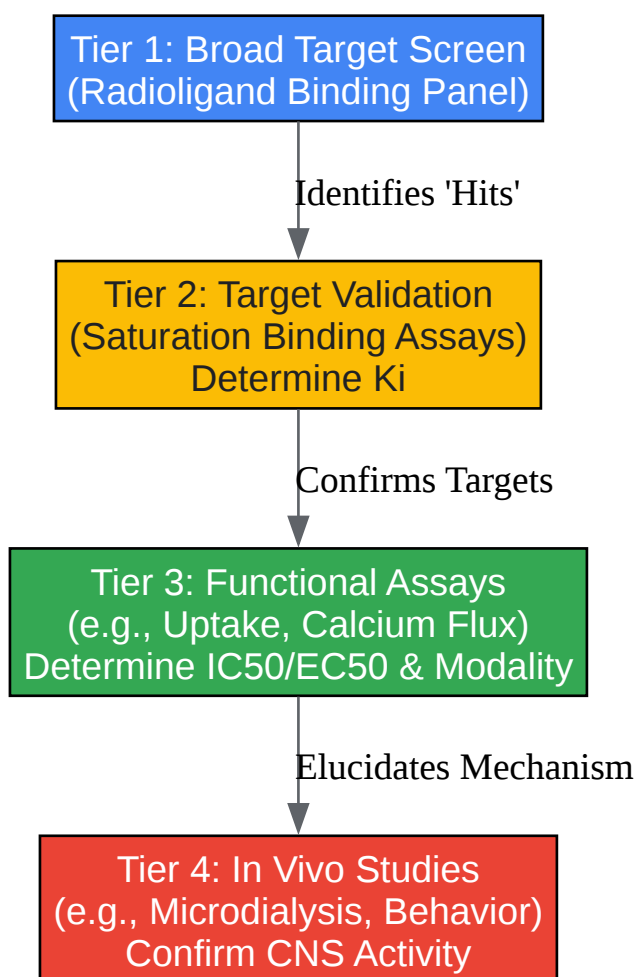 Tier 1: Broad Target Screen
(Radioligand Binding Panel)
Identifies 'Hits'
Tier 2: Target Validation
(Saturation Binding Assays)
Determine Ki
Confirms Targets
Tier 3: Functional Assays
(e.g., Uptake, Calcium Flux)
Determine IC50/EC50 & Modality
Elucidates Mechanism
Tier 4: In Vivo Studies
(e.g., Microdialysis, Behavior)
Confirm CNS Activity